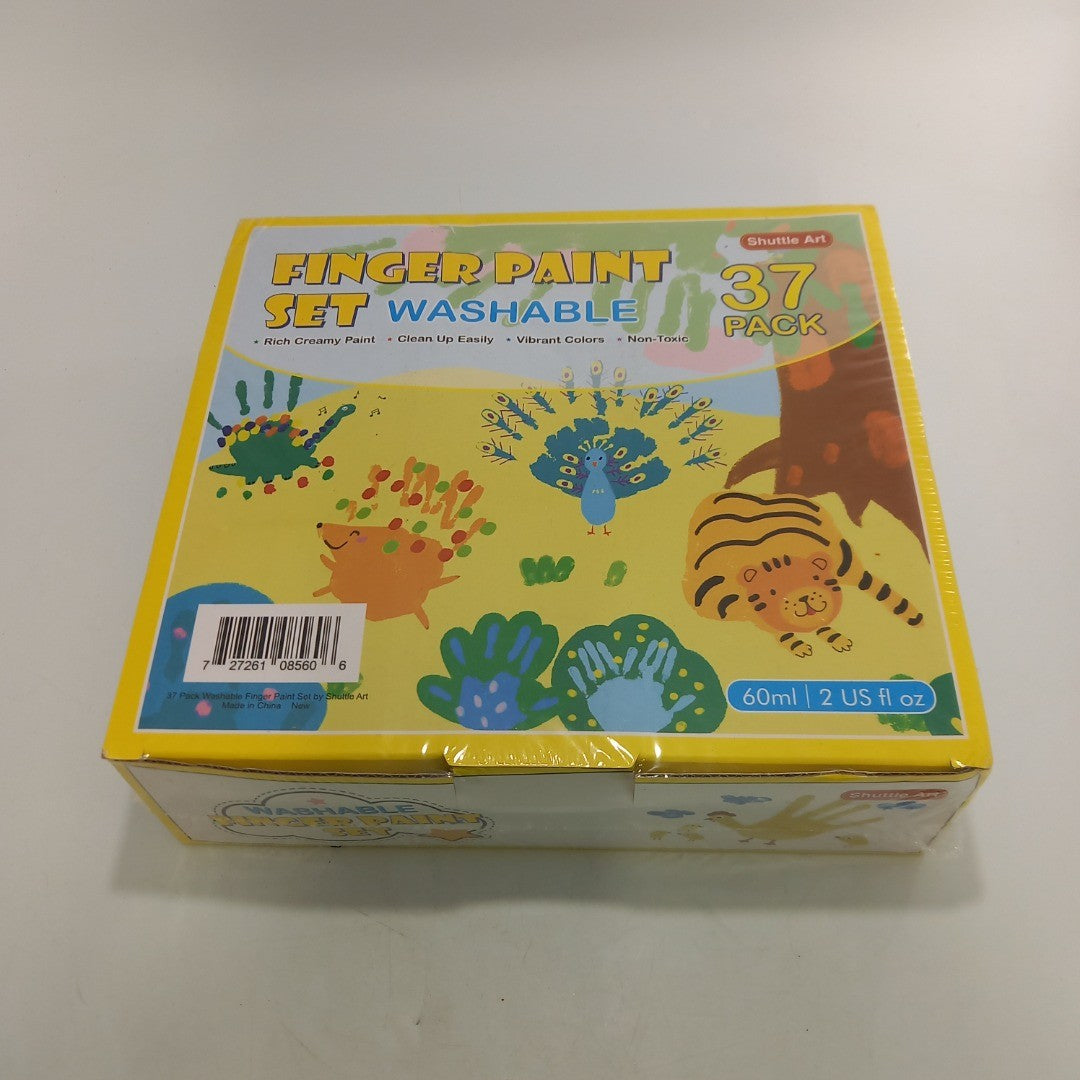 Shuttle Art
FINGER PAINT
SET WASHABLE
37
PACK
★ Rich Creamy Paint ★ Clean Up Easily ★ Vibrant Colors ★ Non-Toxic
7 27261 08560 6
37 Pack Washable Finger Paint Set by Shuttle Art
Made in China New
60ml | 2 US fl oz
WASHABLE
FINGER PAINT
SET
Shuttle Art